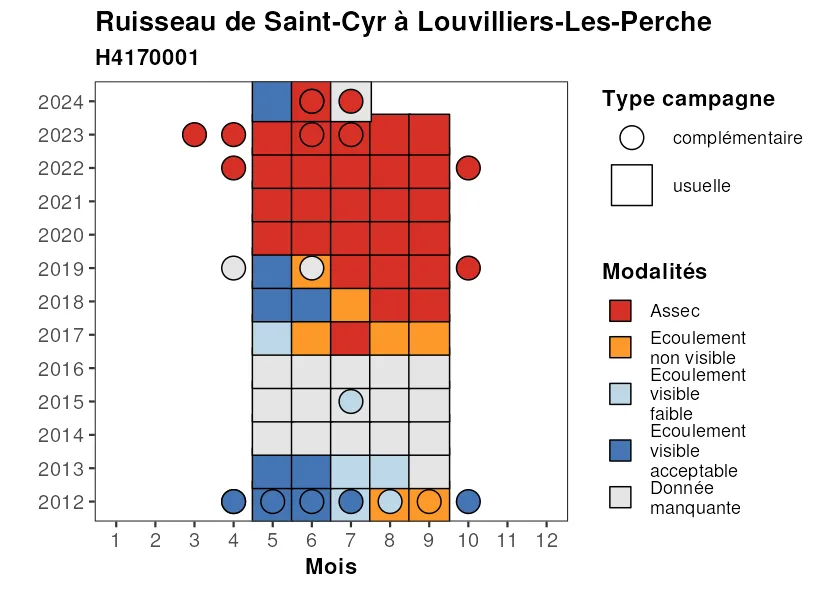 Ruisseau de Saint-Cyr à Louvilliers-Les-Perche
H4170001
2024
2023
2022
2021
2020
2019
2018
2017
2016
2015
2014
2013
2012
1 2 3 4 5 6 7 8 9 10 11 12
Mois
Type campagne
complémentaire
usuelle
Modalités
Assec
Ecoulement
non visible
Ecoulement
visible
faible
Ecoulement
visible
acceptable
Donnée
manquante